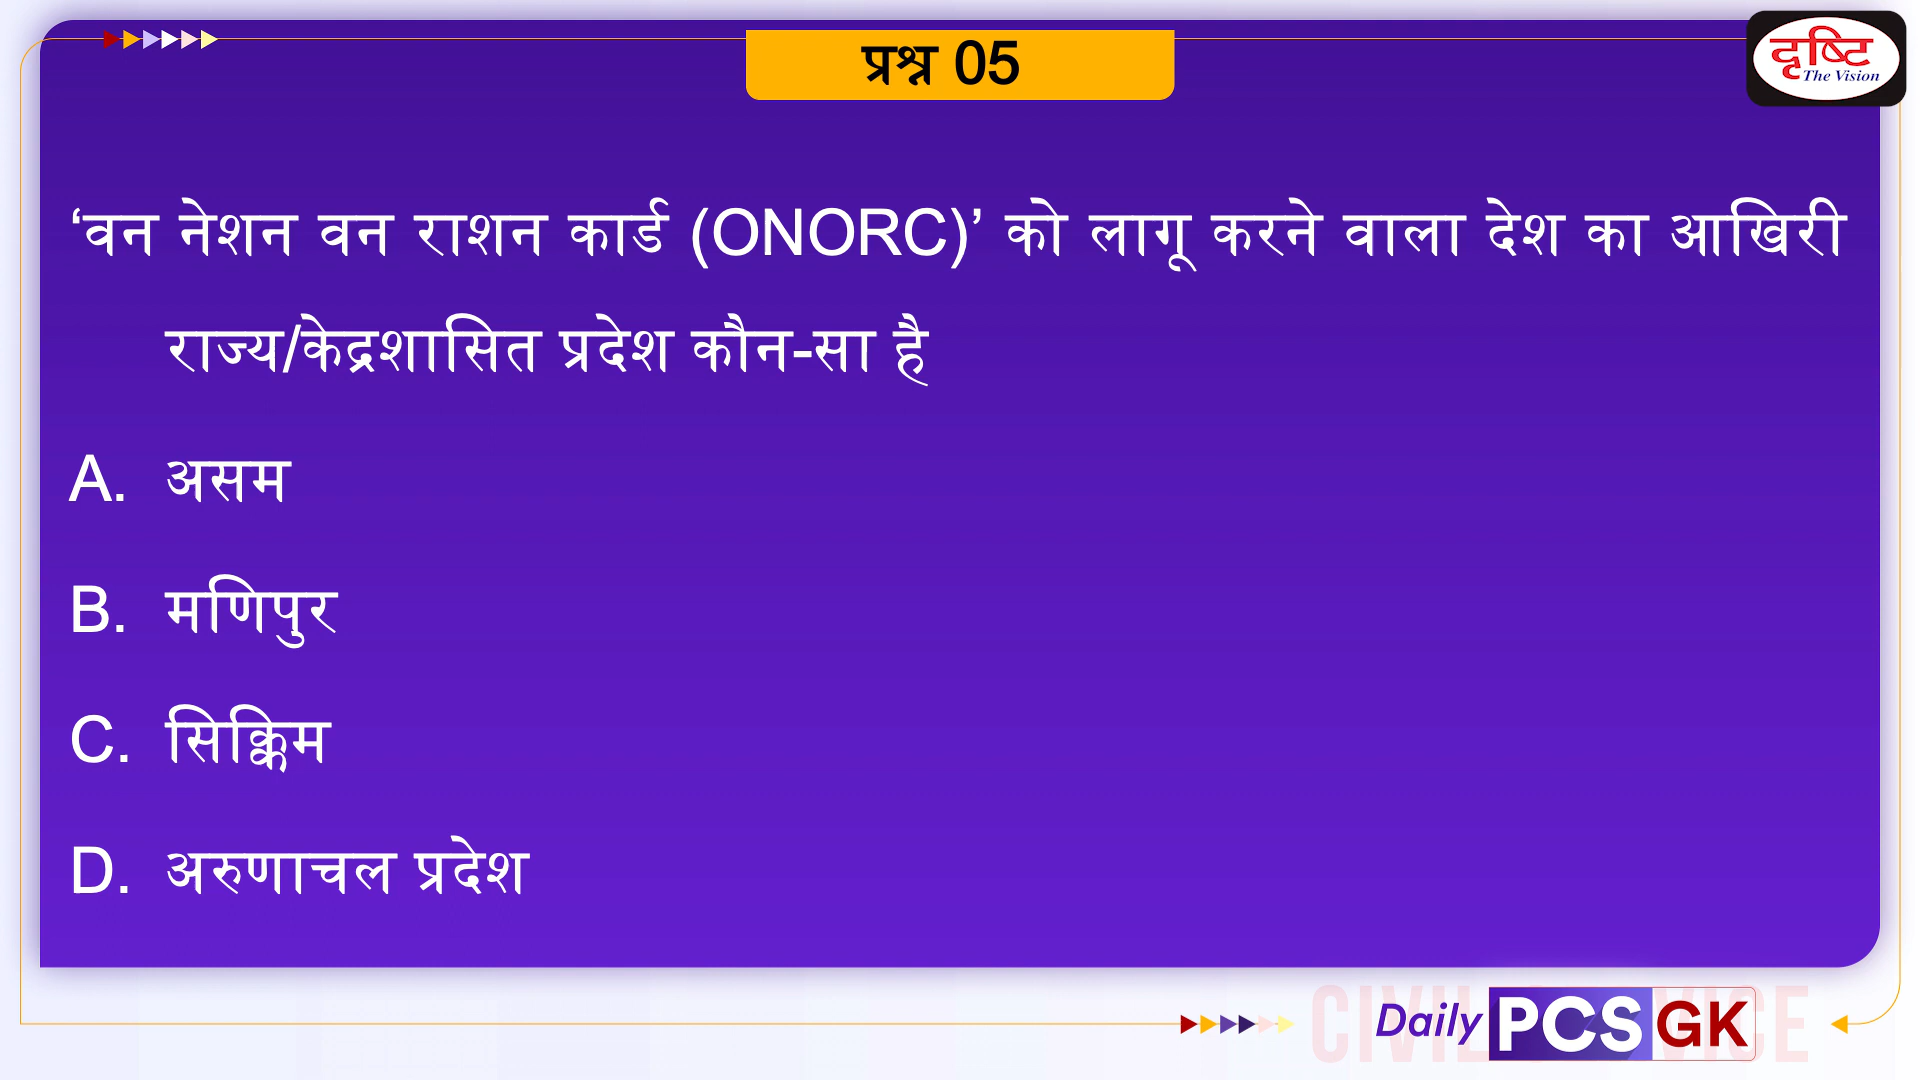 प्रश्न 05
दृष्टि
The Vision
‘वन नेशन वन राशन कार्ड (ONORC)’ को लागू करने वाला देश का आखिरी
राज्य/केद्रशासित प्रदेश कौन-सा है
A. असम
B. मणिपुर
C. सिक्किम
D. अरुणाचल प्रदेश
Daily PCS GK